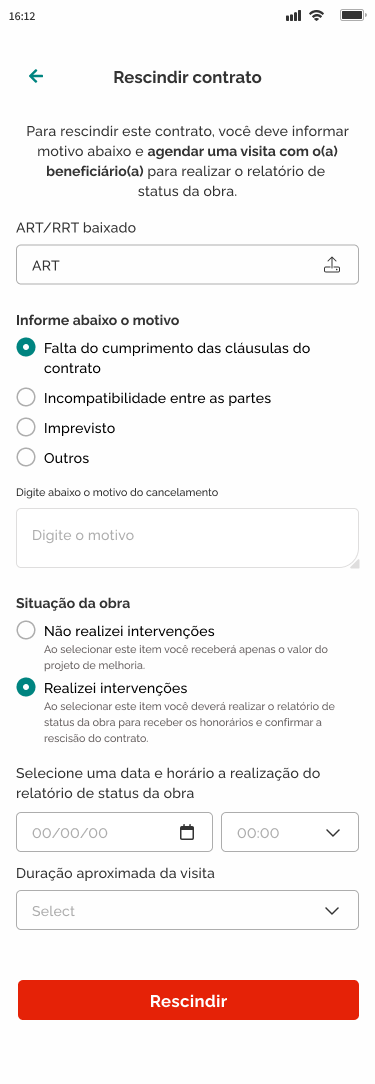 16:12
Rescindir contrato
Para rescindir este contrato, você deve informar
motivo abaixo e agendar uma visita com o(a)
beneficiário(a) para realizar o relatório de
status da obra.
ART/RRT baixado
ART
Informe abaixo o motivo
Falta do cumprimento das cláusulas do
contrato
Incompatibilidade entre as partes
Imprevisto
Outros
Digite abaixo o motivo do cancelamento
Digite o motivo
Situação da obra
Não realizei intervenções
Ao selecionar este item você receberá apenas o valor do
projeto de melhoria.
Realizei intervenções
Ao selecionar este item você deverá realizar o relatório de
status da obra para receber os honorários e confirmar a
rescisão do contrato.
Selecione uma data e horário a realização do
relatório de status da obra
00/00/00
00:00
Duração aproximada da visita
Select
Rescindir